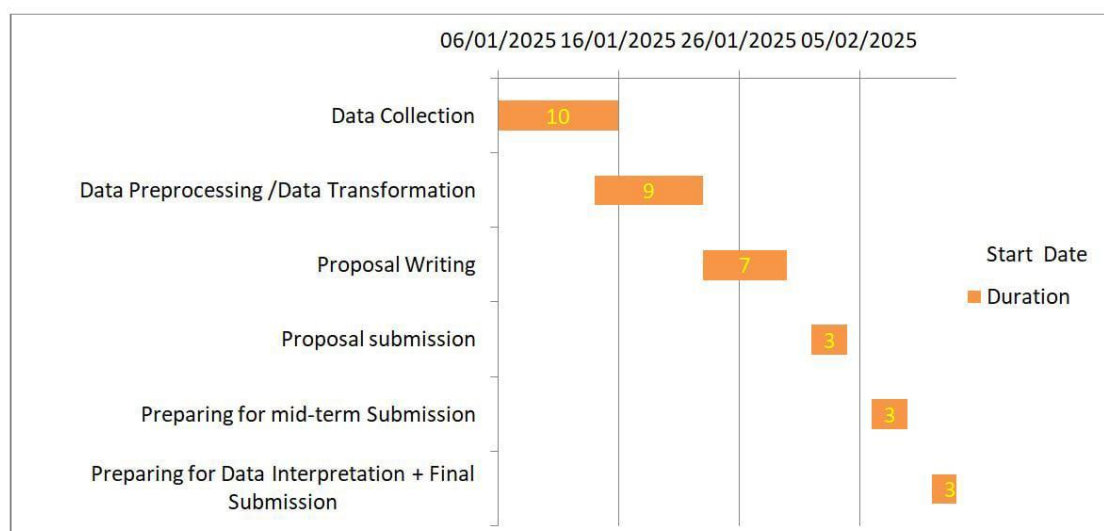 06/01/2025 16/01/2025 26/01/2025 05/02/2025
Data Collection
10
Data Preprocessing /Data Transformation
9
Proposal Writing
7
Start Date
Duration
Proposal submission
3
Preparing for mid-term Submission
3
Preparing for Data Interpretation + Final
Submission
3